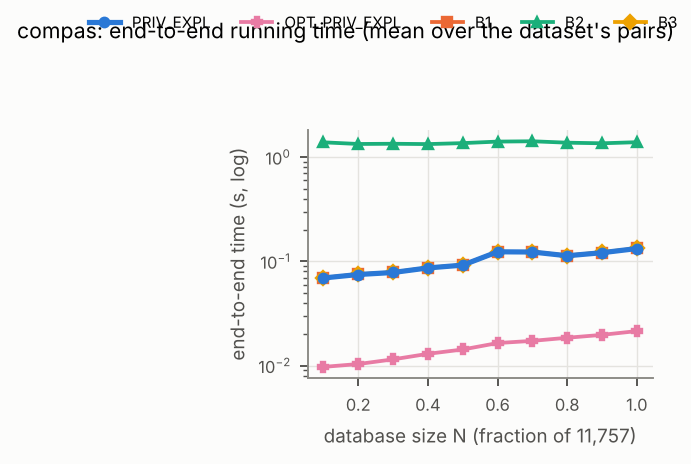 PRIV_EXPL OPT_PRIV_EXPL B1 B2 B3
compas: end-to-end running time (mean over the dataset's pairs)
end-to-end time (s, log)
10⁰
10⁻¹
10⁻²
0.2 0.4 0.6 0.8 1.0
database size N (fraction of 11,757)